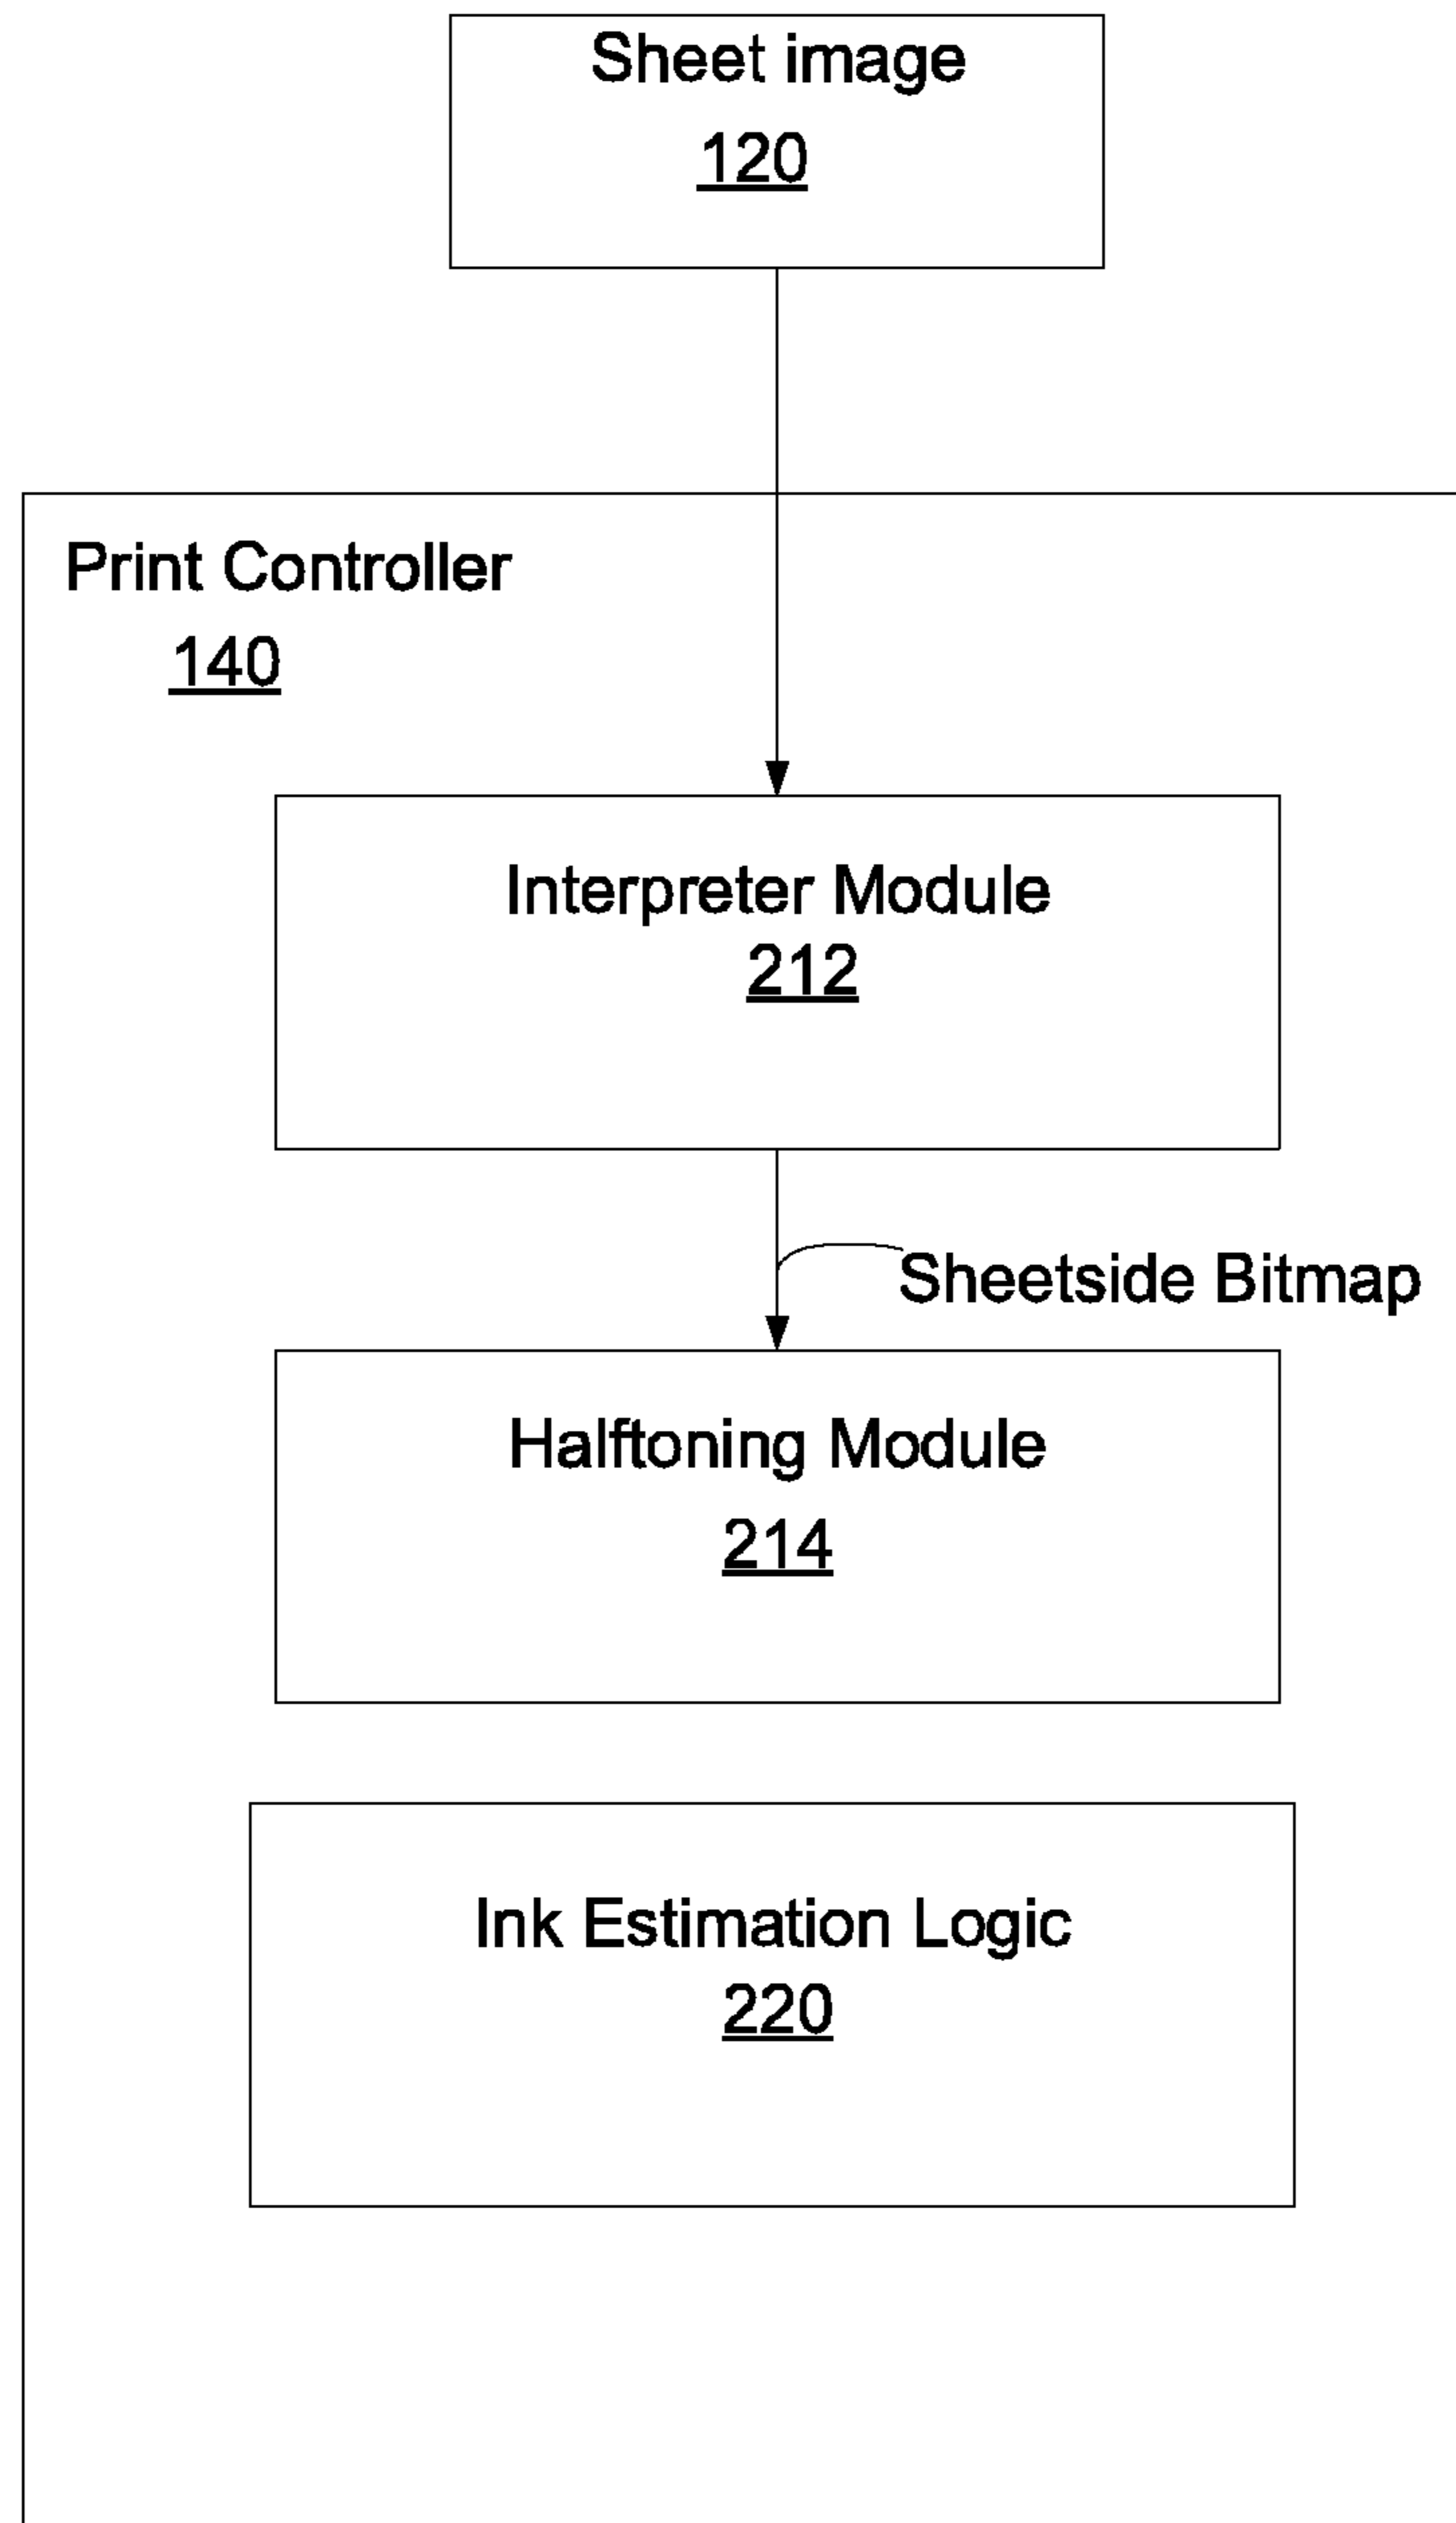 Sheet image
120
Print Controller
140
Interpreter Module
212
Sheetside Bitmap
Halftoning Module
214
Ink Estimation Logic
220